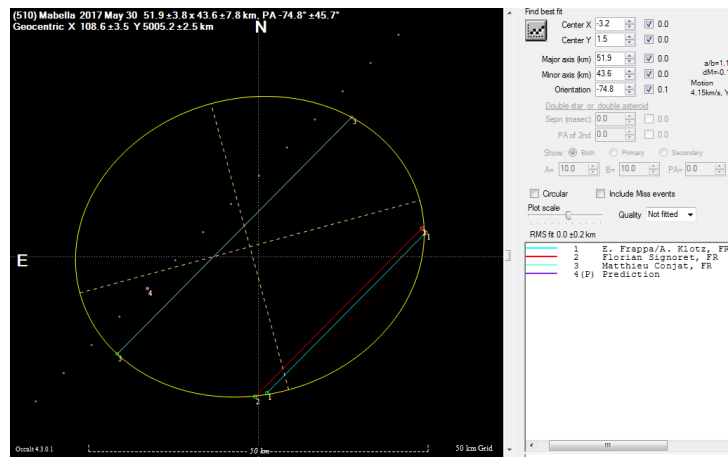 (510) Mabella 2017 May 30 51.9 ±3.8 x 43.6 ±7.8 km, PA -74.8° ±45.7°
Geocentric X 108.6 ±3.5 Y 5005.2 ±2.5 km
N
E
3
1
4
3
2
1
Occult 4.3.0.1
50 km
50 km Grid
Find best fit
Center X -3.2 0.0
Center Y 1.5 0.0
Major axis (km) 51.9 0.0
Minor axis (km) 43.6 0.0
Orientation -74.8 0.1
a/b=1.1
dM=-0.1
Motion
4.15km/s, Y
Double star or double asteroid
Sepn (masec) 0.0 0.0
PA of 2nd 0.0 0.0
Show: Both Primary Secondary
A= 10.0 B= 10.0 PA= 0.0
Circular Include Miss events
Plot scale
Quality Not fitted
RMS fit 0.0 ±0.2 km
1 E. Frappa/A. Klotz, FR
2 Florian Signoret, FR
3 Matthieu Conjat, FR
4(P) Prediction